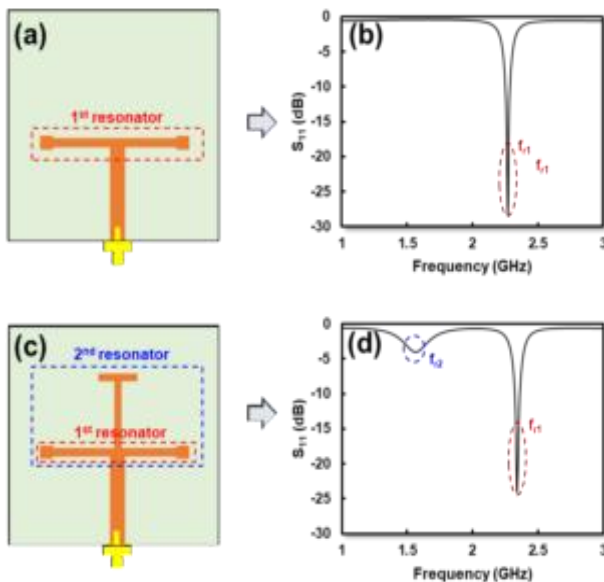 (a)
1st resonator
(b)
0
-5
-10
-15
-20
-25
-30
S11 (dB)
fr1
fr1
1
1.5
2
2.5
3
Frequency (GHz)
(c)
2nd resonator
1st resonator
(d)
0
-5
-10
-15
-20
-25
-30
S11 (dB)
fr2
fr1
1
1.5
2
2.5
3
Frequency (GHz)